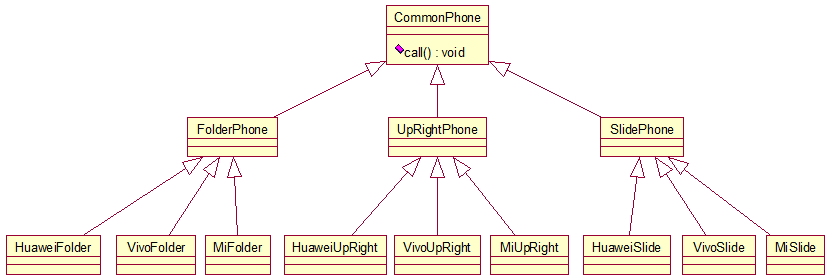 CommonPhone
call() : void
FolderPhone
UpRightPhone
SlidePhone
HuaweiFolder
VivoFolder
MiFolder
HuaweiUpRight
VivoUpRight
MiUpRight
HuaweiSlide
VivoSlide
MiSlide